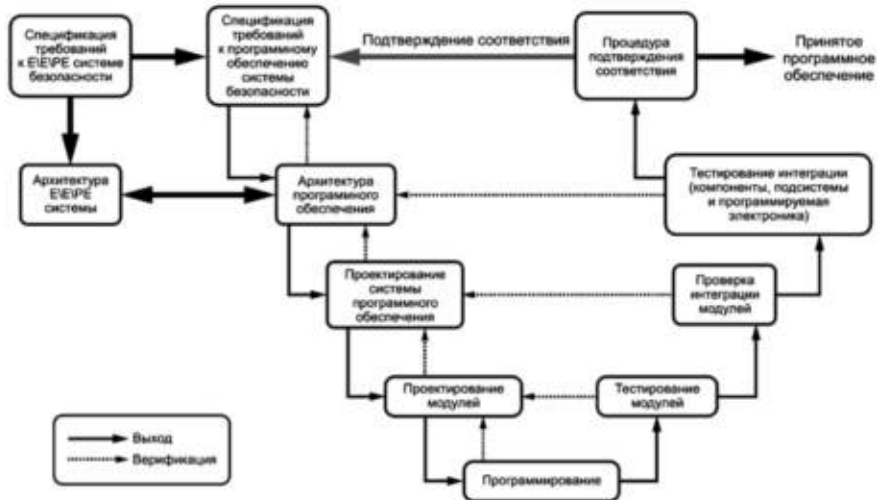 Спецификация
требований
к E\E\PE системе
безопасности
Спецификация
требований
к программному
обеспечению
системы
безопасности
Подтверждение соответствия
Процедура
подтверждения
соответствия
Принятое
программное
обеспечение
Архитектура
E\E\PE
системы
Архитектура
программного
обеспечения
Тестирование интеграции
(компоненты, подсистемы
и программируемая
электроника)
Проектирование
системы
программного
обеспечения
Проверка
интеграции
модулей
Проектирование
модулей
Тестирование
модулей
Программирование
Выход
Верификация